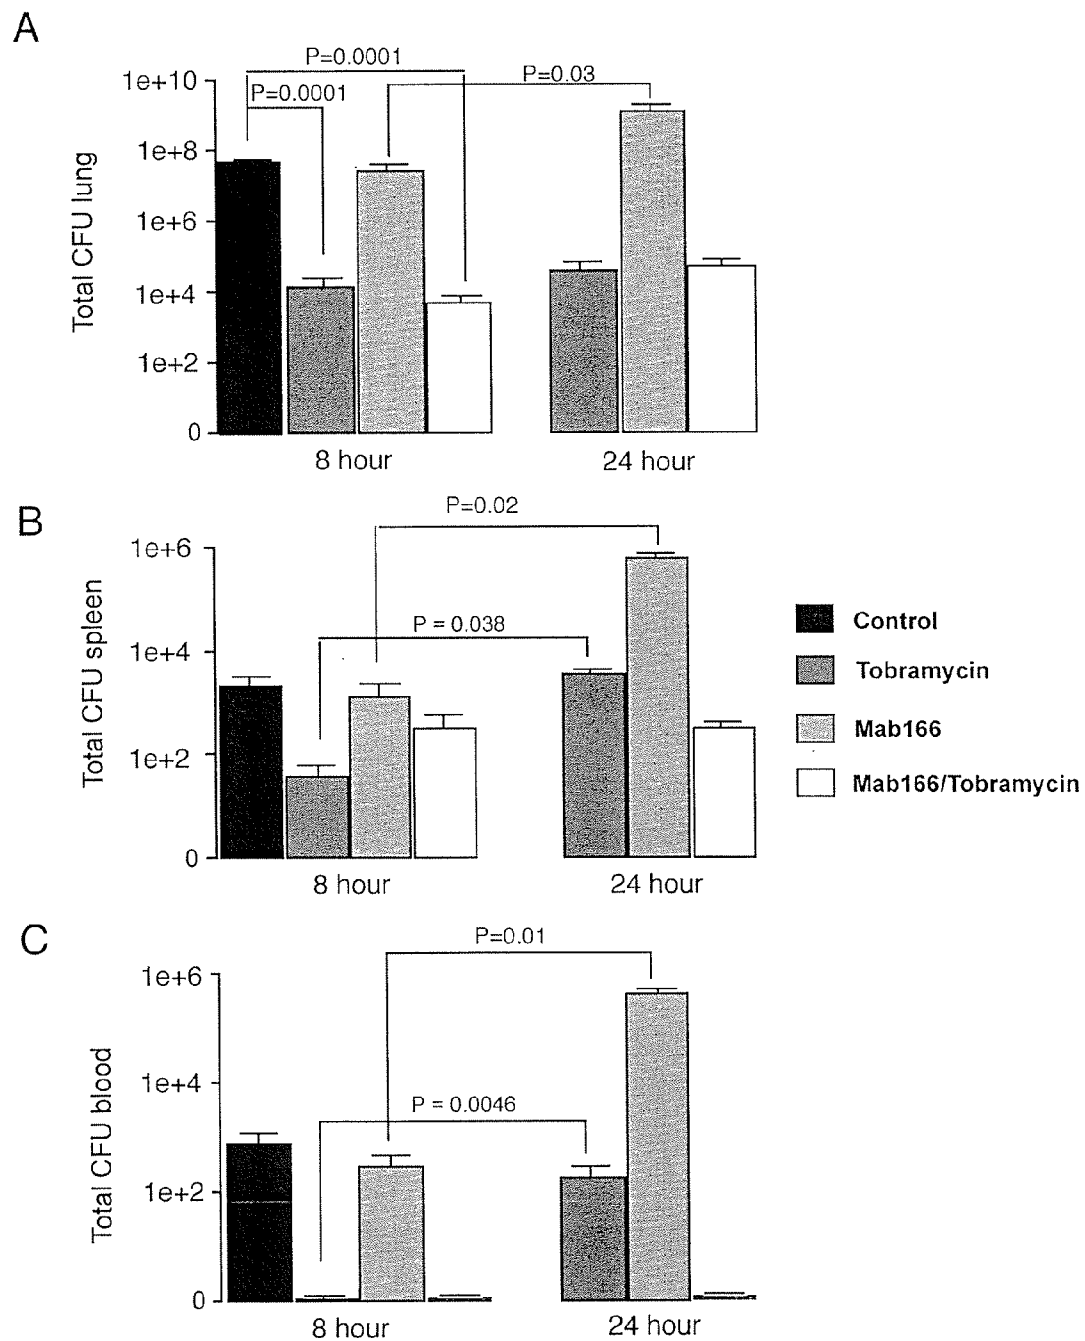 A
P=0.0001
P=0.03
1e+10
P=0.0001
1e+8
1e+6
1e+4
1e+2
0
Total CFU lung
8 hour
24 hour
B
P=0.02
1e+6
P = 0.038
1e+4
1e+2
0
Total CFU spleen
8 hour
24 hour
Control
Tobramycin
Mab166
Mab166/Tobramycin
C
P=0.01
1e+6
1e+4
P = 0.0046
1e+2
0
Total CFU blood
8 hour
24 hour